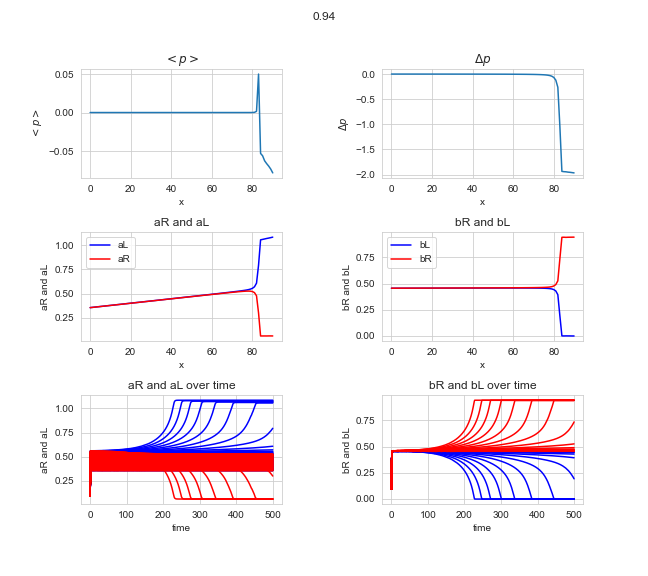 0.94
< p >
Δp
0.05
0.00
−0.05
< p >
0 20 40 60 80
x
0.0
−0.5
−1.0
−1.5
−2.0
Δp
0 20 40 60 80
x
aR and aL
bR and bL
aL
aR
1.00
0.75
0.50
0.25
aR and aL
0 20 40 60 80
x
bL
bR
0.75
0.50
0.25
0.00
bR and bL
0 20 40 60 80
x
aR and aL over time
bR and bL over time
1.00
0.75
0.50
0.25
aR and aL
0 100 200 300 400 500
time
0.75
0.50
0.25
0.00
bR and bL
0 100 200 300 400 500
time